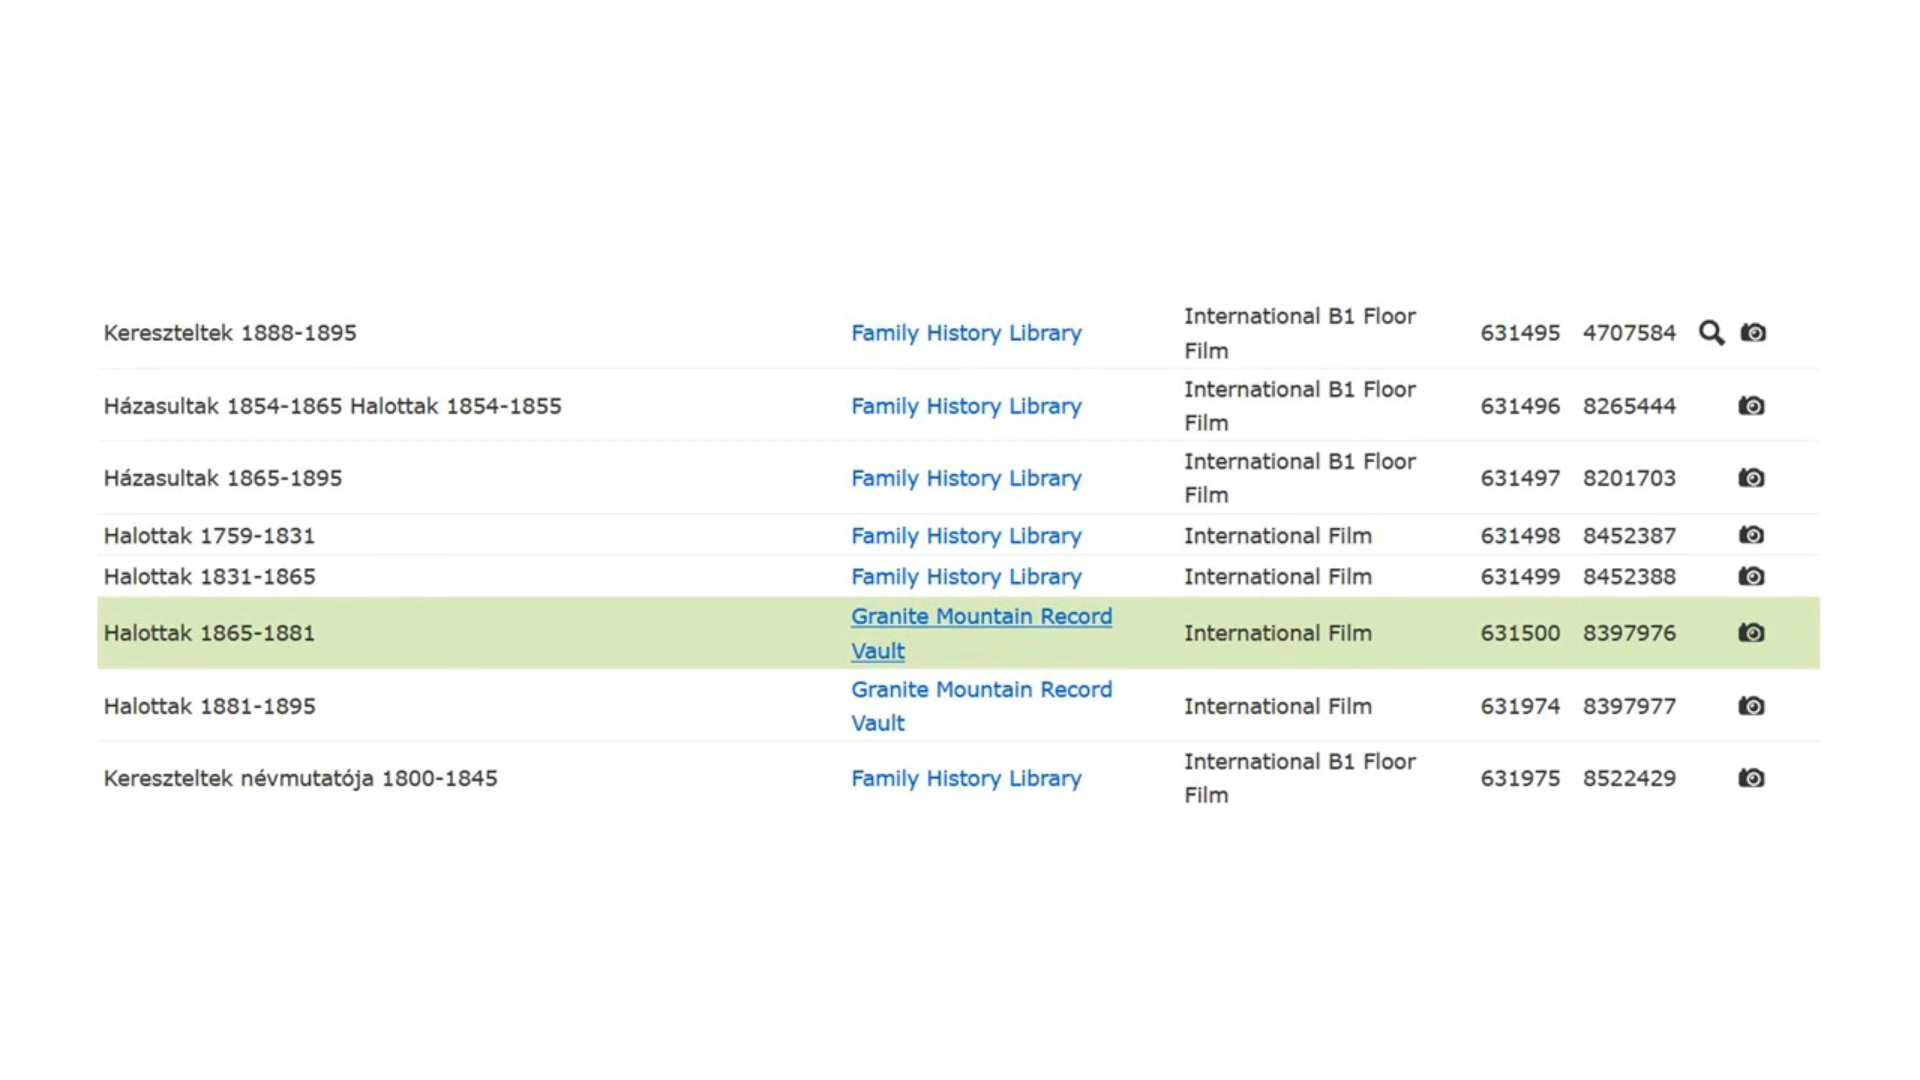 Kereszteltek 1888-1895 Family History Library International B1 Floor Film 631495 4707584
Házasultak 1854-1865 Halottak 1854-1855 Family History Library International B1 Floor Film 631496 8265444
Házasultak 1865-1895 Family History Library International B1 Floor Film 631497 8201703
Halottak 1759-1831 Family History Library International Film 631498 8452387
Halottak 1831-1865 Family History Library International Film 631499 8452388
Halottak 1865-1881 Granite Mountain Record Vault International Film 631500 8397976
Halottak 1881-1895 Granite Mountain Record Vault International Film 631974 8397977
Kereszteltek névmutatója 1800-1845 Family History Library International B1 Floor Film 631975 8522429